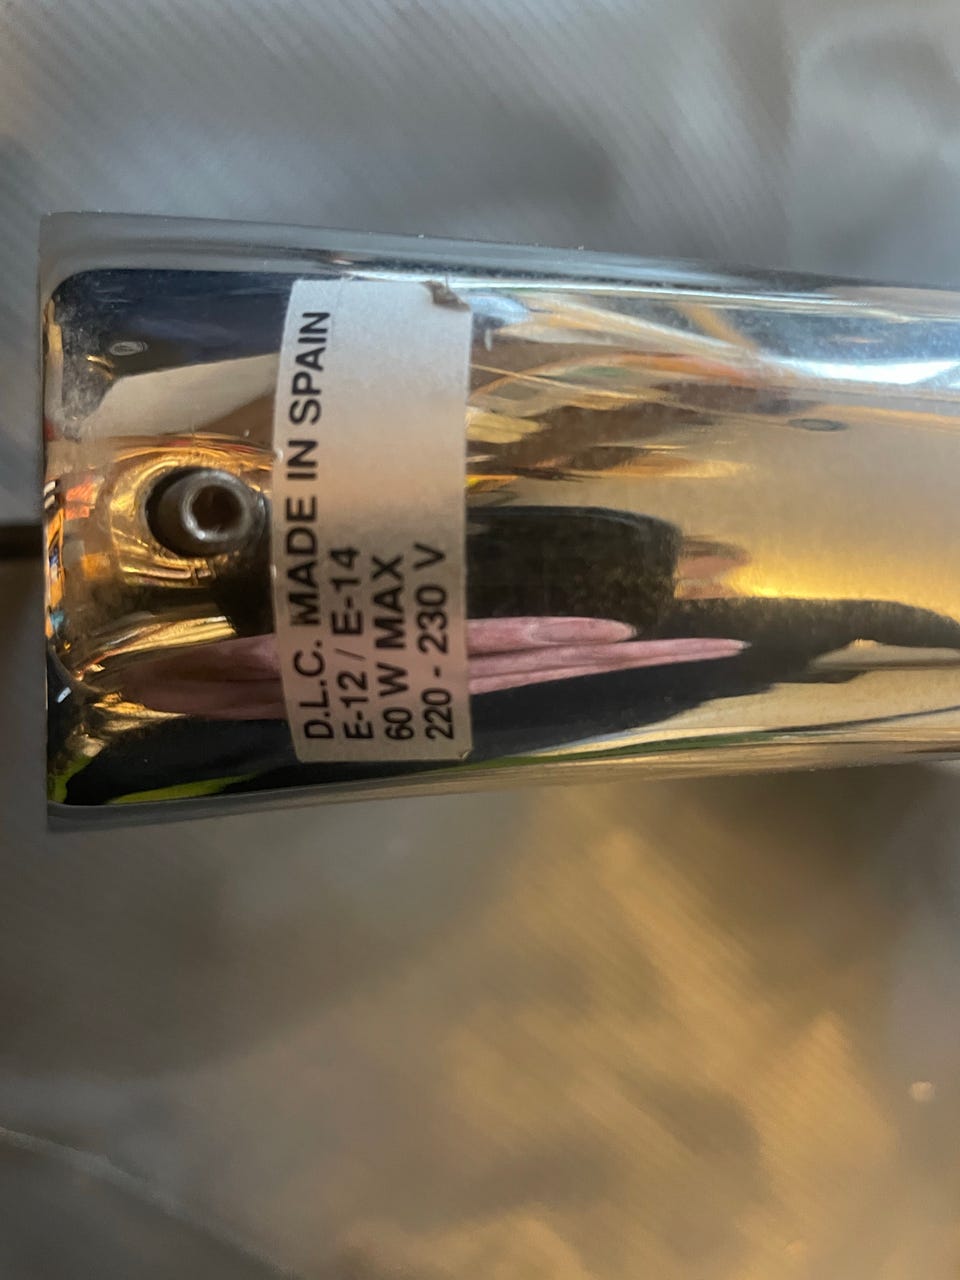 D.L.C. MADE IN SPAIN
E-12 / E-14
60 W MAX
220 - 230 V